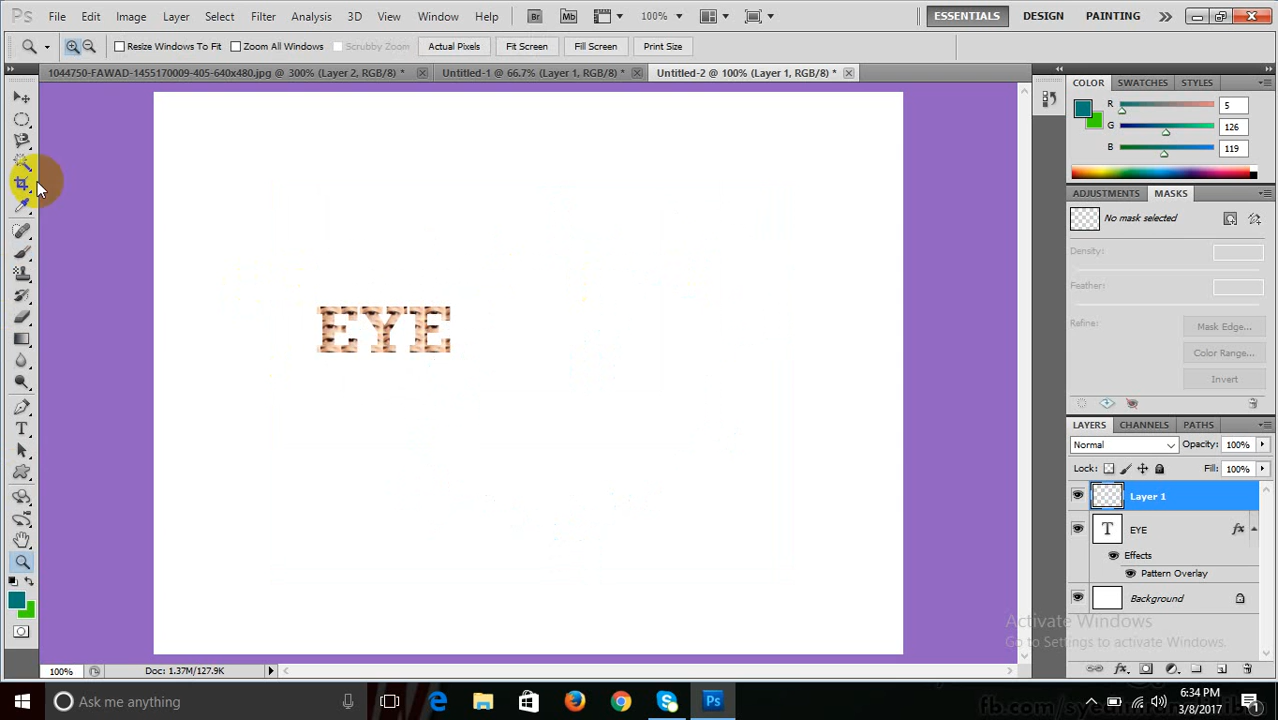 Ps
File Edit Image Layer Select Filter Analysis 3D View Window Help
Br Mb 100%
ESSENTIALS DESIGN PAINTING
Resize Windows To Fit Zoom All Windows Scrubby Zoom Actual Pixels Fit Screen Fill Screen Print Size
1044750-FAWAD-1455170009-405-640x480.jpg @ 300% (Layer 2, RGB/8) *
Untitled-1 @ 66.7% (Layer 1, RGB/8) *
Untitled-2 @ 100% (Layer 1, RGB/8) *
COLOR SWATCHES STYLES
R 5
G 126
B 119
ADJUSTMENTS MASKS
No mask selected
Density:
Feather:
Refine: Mask Edge...
Color Range...
Invert
EYE
LAYERS CHANNELS PATHS
Normal Opacity: 100%
Lock: Fill: 100%
Layer 1
T EYE fx
Effects
Pattern Overlay
Background
Activate Windows
Go to Settings to activate Windows.
100% Doc: 1.37M/127.9K
Ask me anything
6:34 PM
3/8/2017